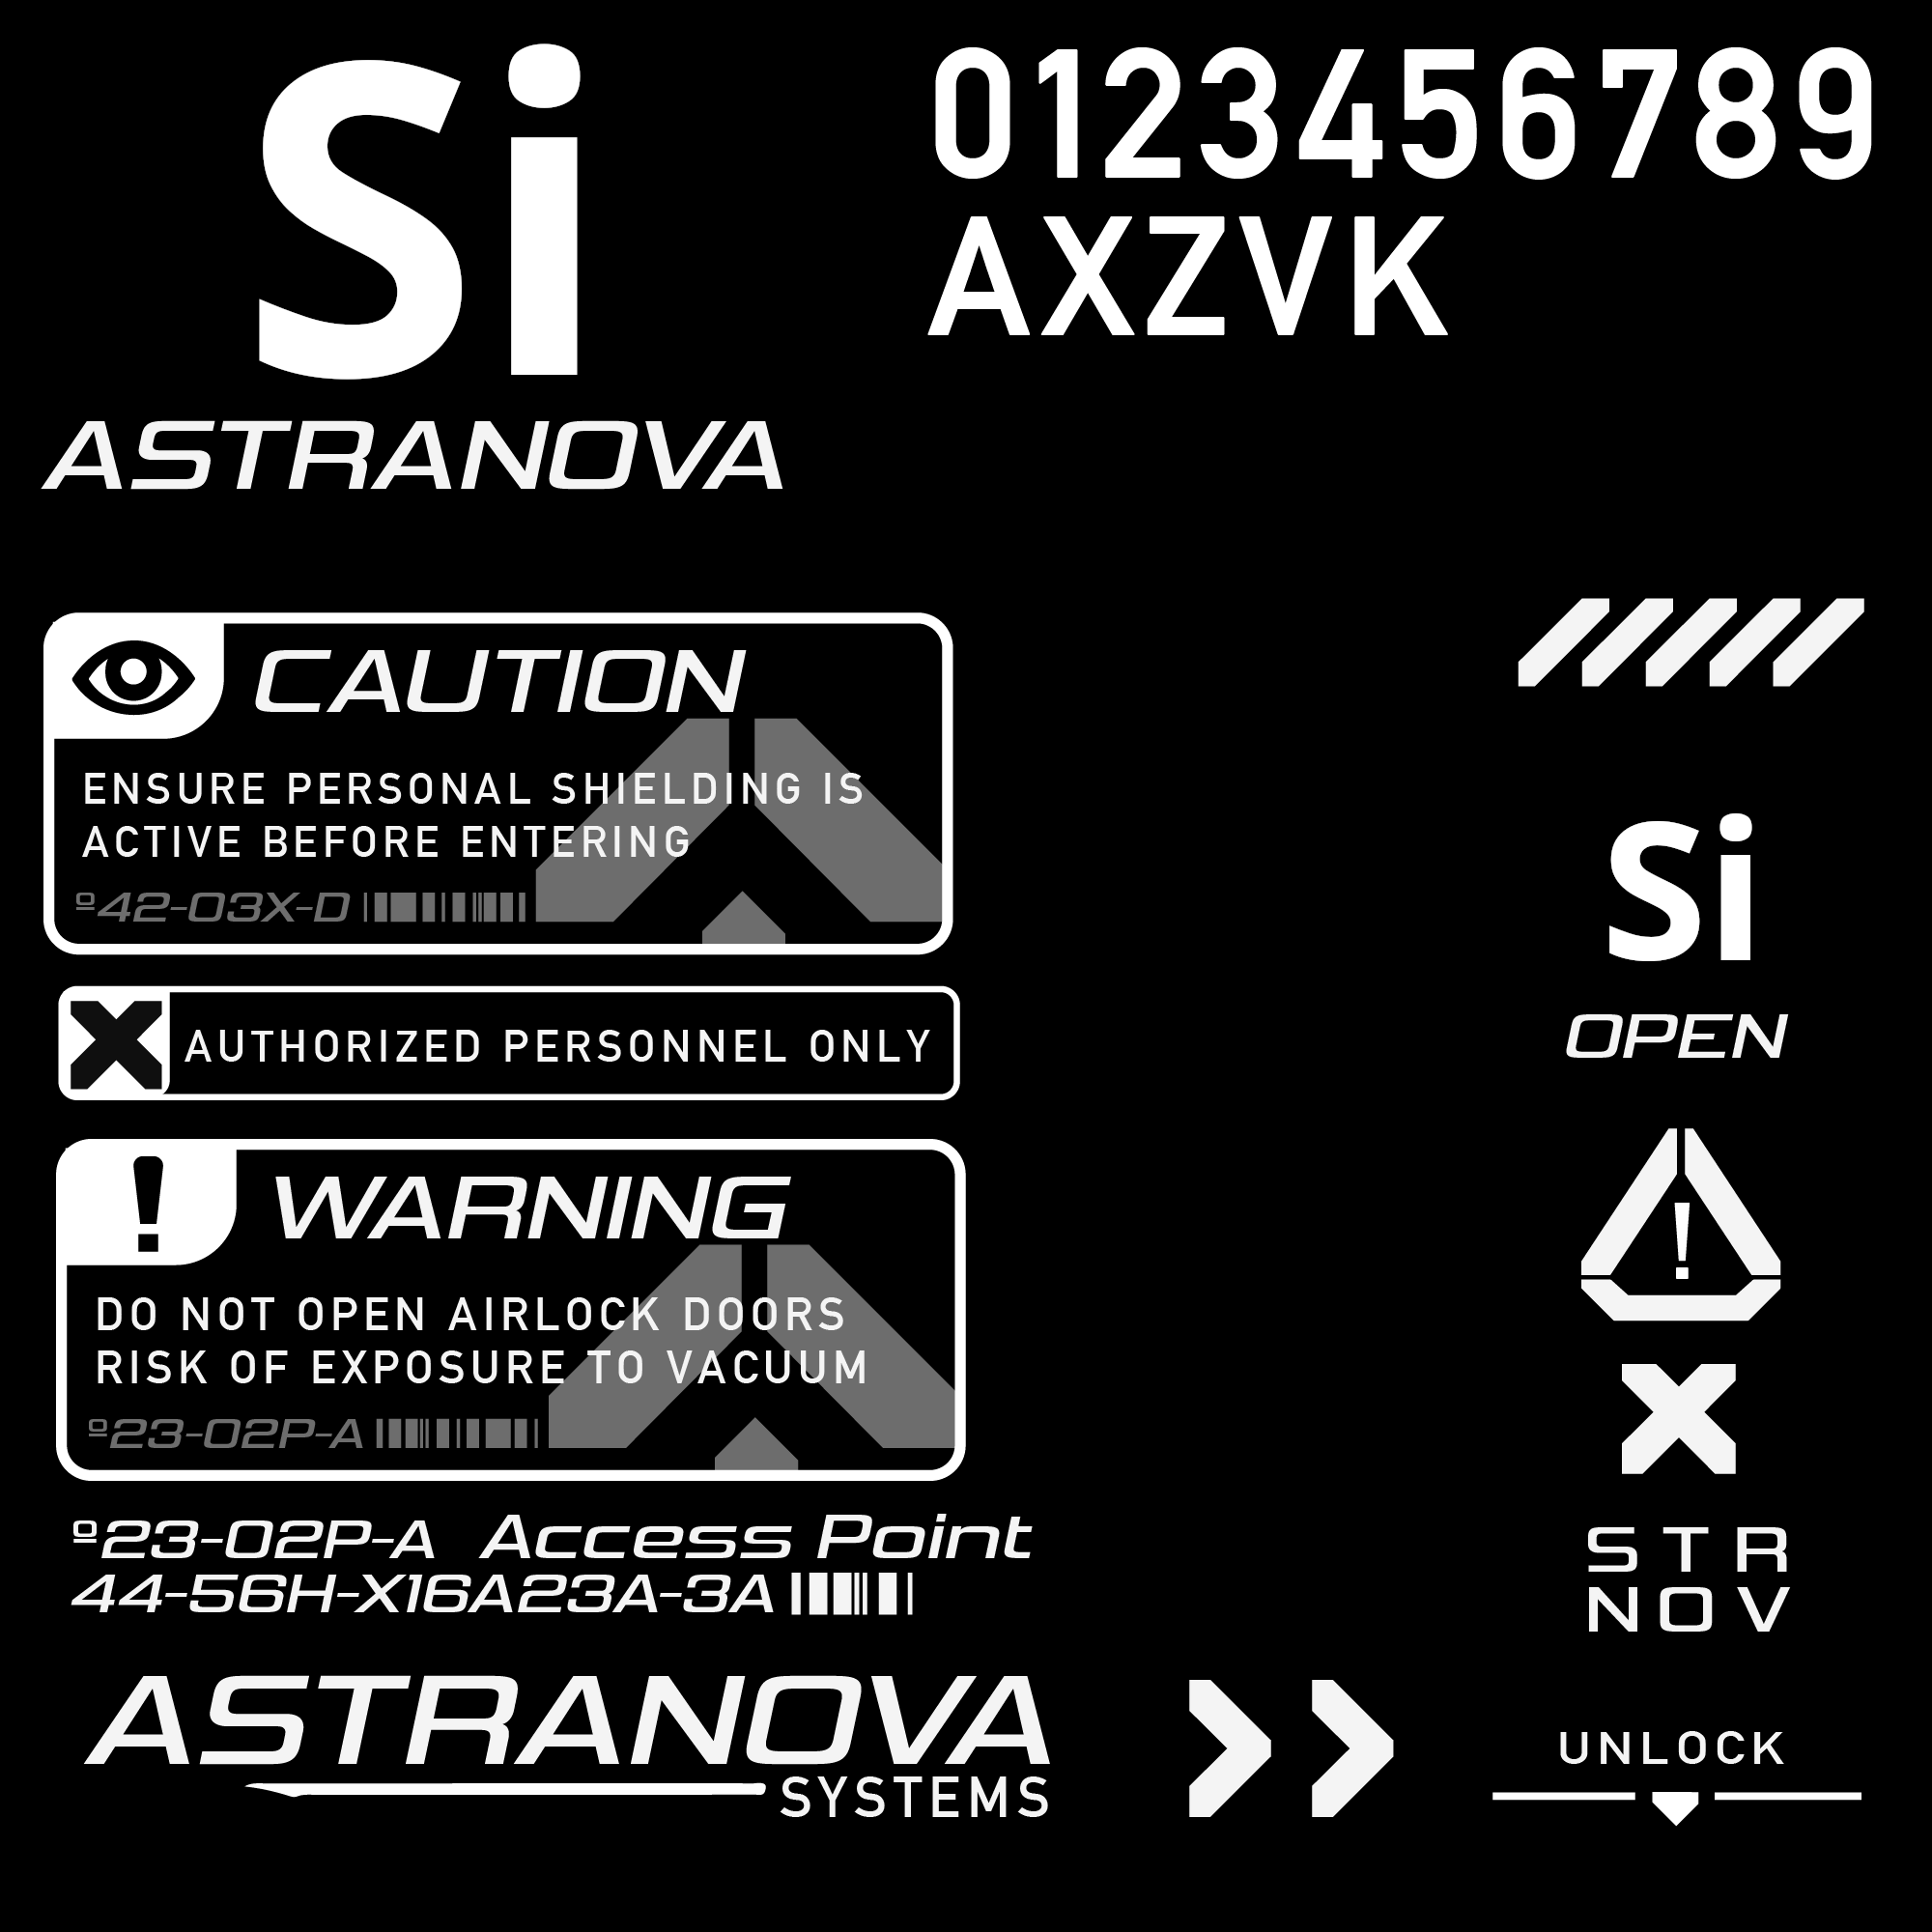 Si
0123456789
AXZVK
ASTRANOVA
CAUTION
ENSURE PERSONAL SHIELDING IS
ACTIVE BEFORE ENTERING
º42-03X-D
AUTHORIZED PERSONNEL ONLY
!
WARNING
DO NOT OPEN AIRLOCK DOORS
RISK OF EXPOSURE TO VACUUM
º23-02P-A
º23-02P-A Access Point
44-56H-X16A23A-3A
ASTRANOVA
SYSTEMS
Si
OPEN
!
STR
NOV
UNLOCK